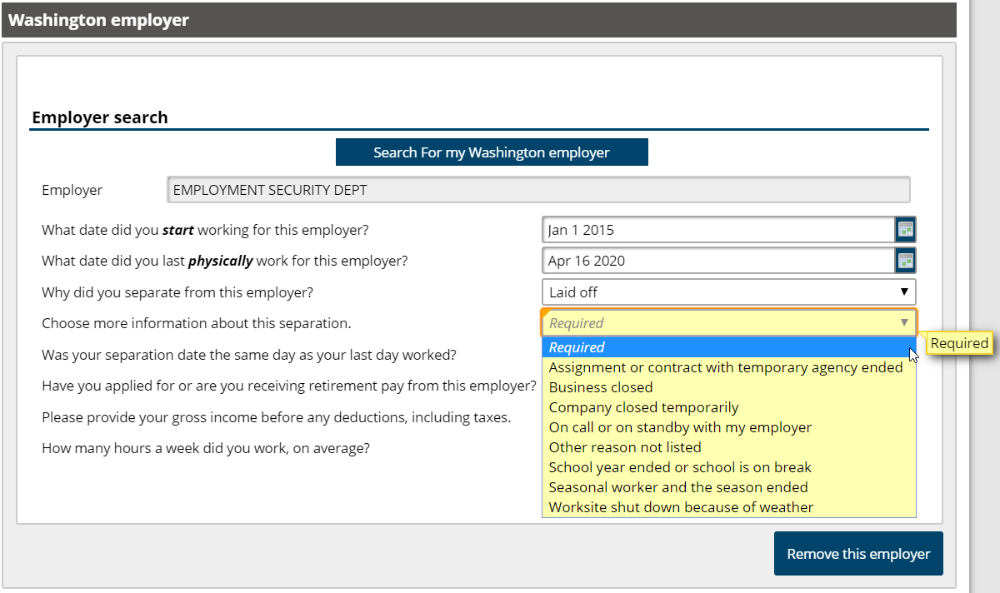 Washington employer
Employer search
Search For my Washington employer
Employer EMPLOYMENT SECURITY DEPT
What date did you start working for this employer? Jan 1 2015
What date did you last physically work for this employer? Apr 16 2020
Why did you separate from this employer? Laid off
Choose more information about this separation. Required
Required
Required
Was your separation date the same day as your last day worked?
Have you applied for or are you receiving retirement pay from this employer?
Please provide your gross income before any deductions, including taxes.
How many hours a week did you work, on average?
Assignment or contract with temporary agency ended
Business closed
Company closed temporarily
On call or on standby with my employer
Other reason not listed
School year ended or school is on break
Seasonal worker and the season ended
Worksite shut down because of weather
Remove this employer